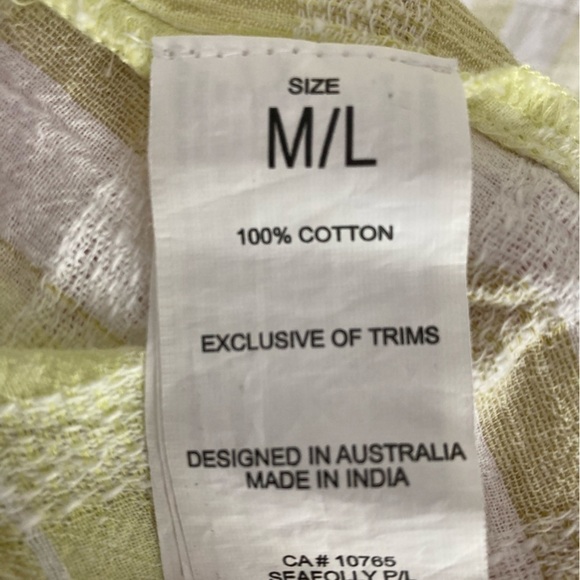 SIZE
M/L
100% COTTON
EXCLUSIVE OF TRIMS
DESIGNED IN AUSTRALIA
MADE IN INDIA
CA# 10765
SEAFOLLY P/L